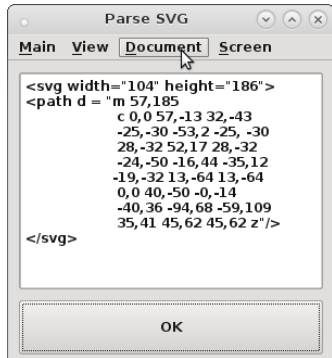 Parse SVG
Main View Document Screen
<svg width="104" height="186">
<path d = "m 57,185
c 0,0 57,-13 32,-43
-25,-30 -53,2 -25, -30
28,-32 52,17 28,-32
-24,-50 -16,44 -35,12
-19,-32 13,-64 13,-64
0,0 40,-50 -0,-14
-40,36 -94,68 -59,109
35,41 45,62 45,62 z"/>
</svg>
OK